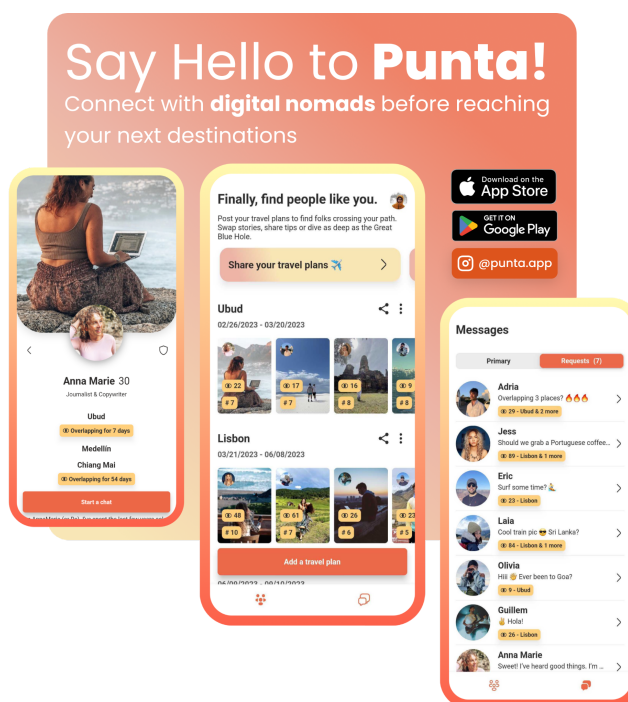 Say Hello to Punta!
Connect with digital nomads before reaching
your next destinations
Anna Marie 30
Journalist & Copywriter
Ubud
Overlapping for 7 days
Medellín
Chiang Mai
Overlapping for 54 days
Start a chat
Finally, find people like you.
Post your travel plans to find folks crossing your path.
Swap stories, share tips or dive as deep as the Great
Blue Hole.
Share your travel plans ✈️
Ubud
02/26/2023 - 03/20/2023
22
# 7
17
# 7
16
# 8
9
# 8
Lisbon
03/21/2023 - 06/08/2023
48
# 10
61
# 7
26
# 6
23
# 5
Add a travel plan
Download on the
App Store
GET IT ON
Google Play
@punta.app
Messages
Primary
Requests (7)
Adria
Overlapping 3 places? 🔥🔥🔥
29 - Ubud & 2 more
Jess
Should we grab a Portuguese coffee...
89 - Lisbon & 1 more
Eric
Surf some time? 🏄
23 - Lisbon
Laia
Cool train pic 😎 Sri Lanka?
84 - Lisbon & 1 more
Olivia
Hiii 👋 Ever been to Goa?
9 - Ubud
Guillem
✌️ Hola!
26 - Lisbon
Anna Marie
Sweet! I've heard good things. I'm ...